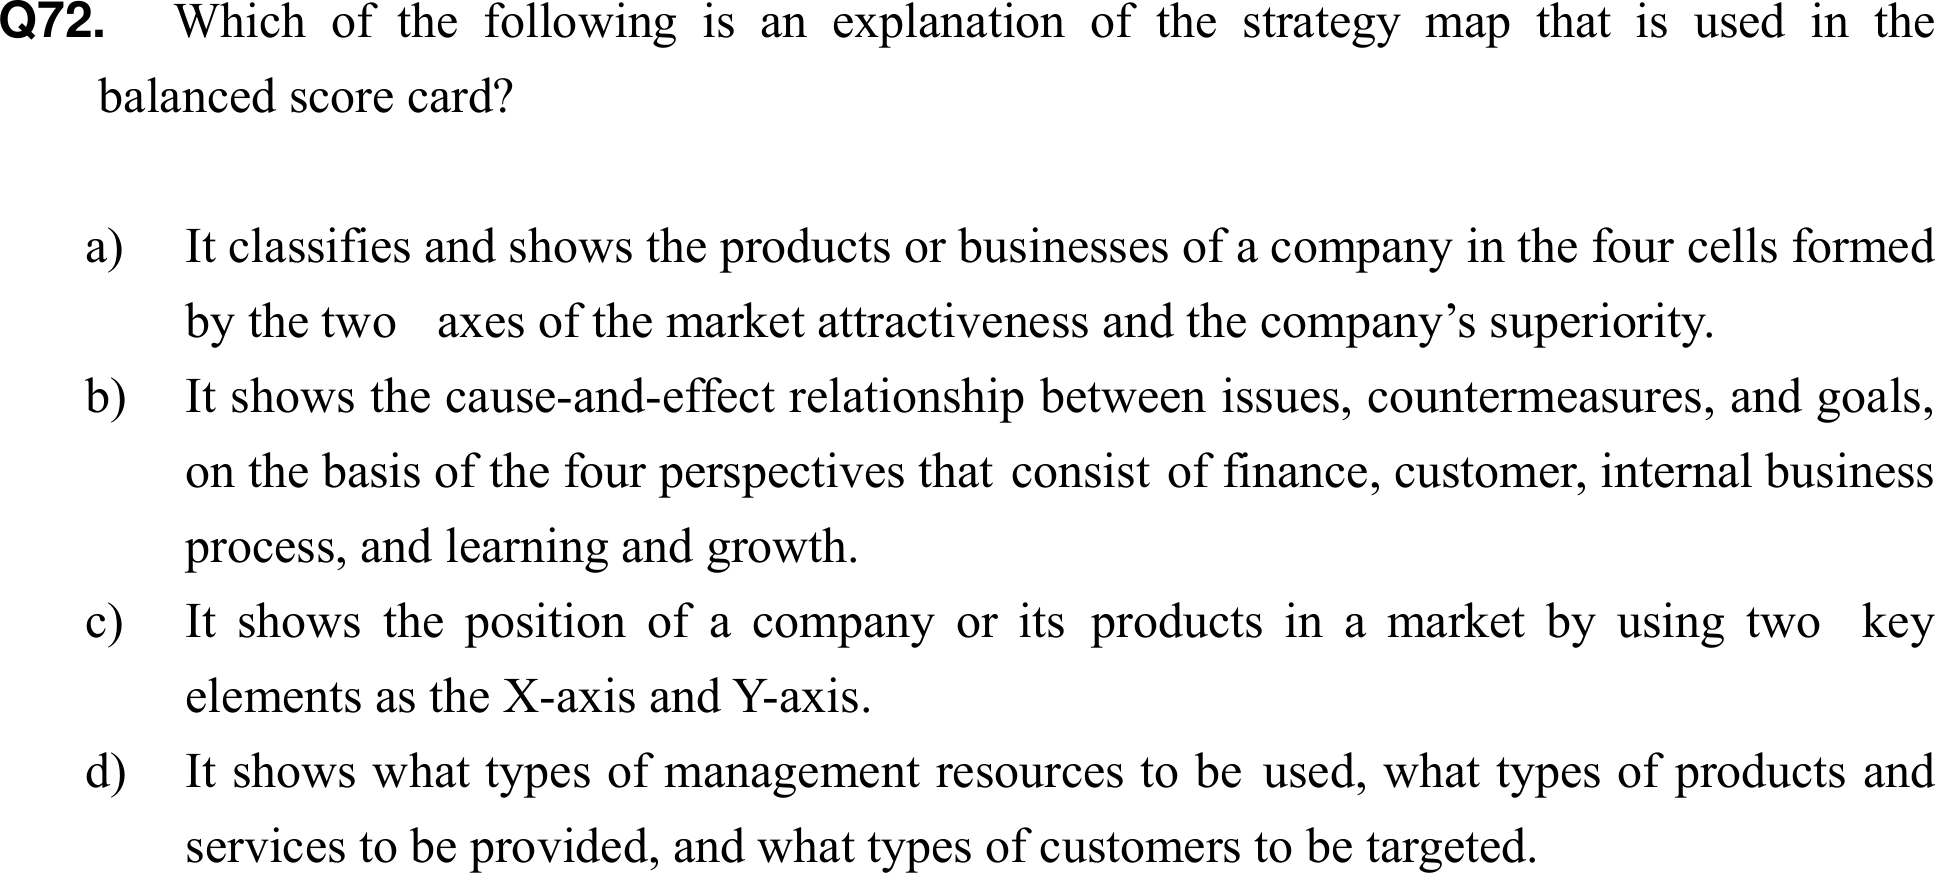 Q72. Which of the following is an explanation of the strategy map that is used in the
balanced score card?
a) It classifies and shows the products or businesses of a company in the four cells formed
by the two axes of the market attractiveness and the company’s superiority.
b) It shows the cause-and-effect relationship between issues, countermeasures, and goals,
on the basis of the four perspectives that consist of finance, customer, internal business
process, and learning and growth.
c) It shows the position of a company or its products in a market by using two key
elements as the X-axis and Y-axis.
d) It shows what types of management resources to be used, what types of products and
services to be provided, and what types of customers to be targeted.